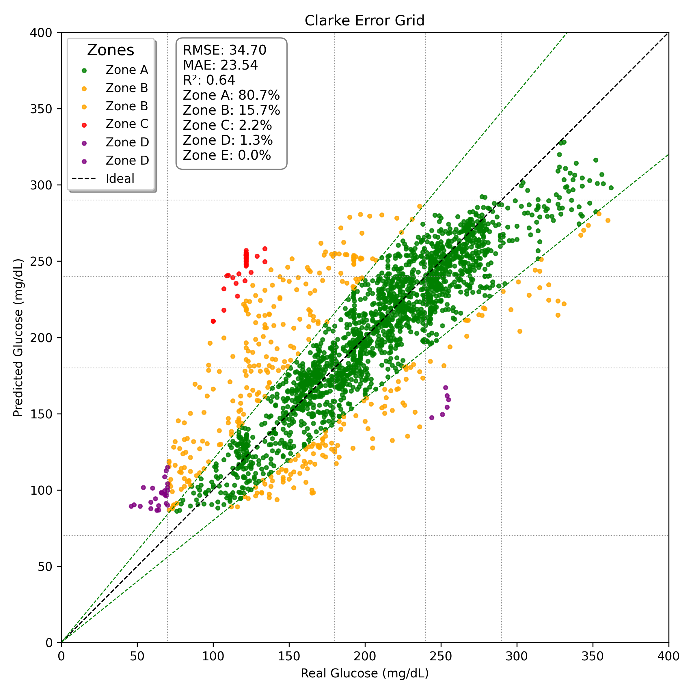 Clarke Error Grid
Zones
Zone A
Zone B
Zone B
Zone C
Zone D
Zone D
Ideal
RMSE: 34.70
MAE: 23.54
R²: 0.64
Zone A: 80.7%
Zone B: 15.7%
Zone C: 2.2%
Zone D: 1.3%
Zone E: 0.0%
Predicted Glucose (mg/dL)
400
350
300
250
200
150
100
50
0
0 50 100 150 200 250 300 350 400
Real Glucose (mg/dL)